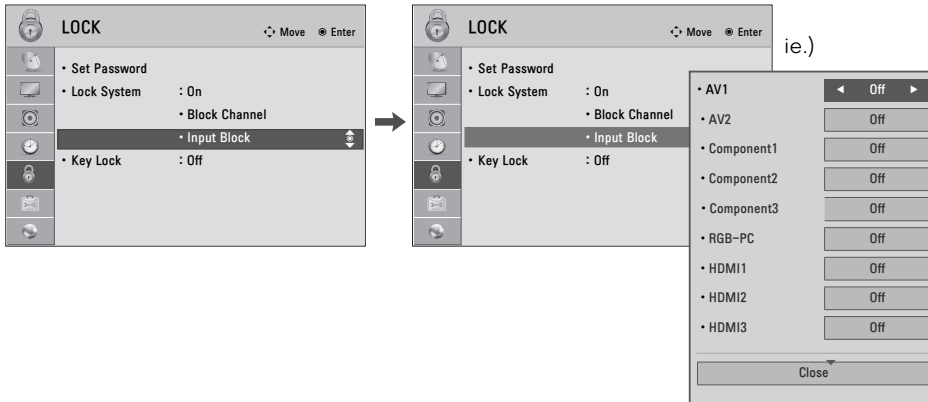 LOCK
Move Enter
• Set Password
• Lock System : On
• Block Channel
• Input Block
• Key Lock : Off
LOCK
Move Enter
• Set Password
• Lock System : On
• Block Channel
• Input Block
• Key Lock : Off
ie.)
• AV1 ◄ Off ►
• AV2 Off
• Component1 Off
• Component2 Off
• Component3 Off
• RGB-PC Off
• HDMI1 Off
• HDMI2 Off
• HDMI3 Off
Close